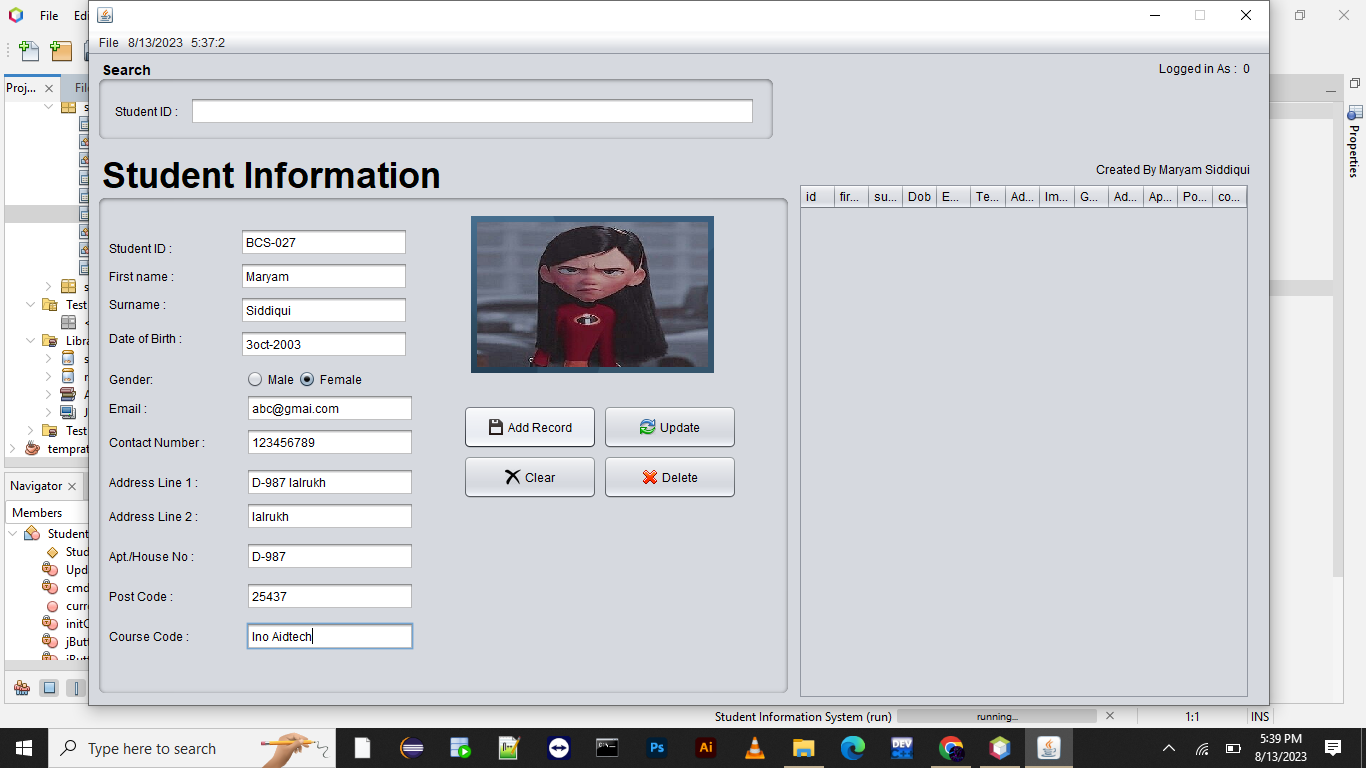 File Edi
File 8/13/2023 5:37:2
Search
Logged in As : 0
Student ID :
Student Information
Created By Maryam Siddiqui
id fir... su... Dob E... Te... Ad... Im... G... Ad... Ap... Po... co...
Student ID : BCS-027
First name : Maryam
Surname : Siddiqui
Date of Birth : 3oct-2003
Gender: Male Female
Email : abc@gmai.com
Contact Number : 123456789
Address Line 1 : D-987 lalrukh
Address Line 2 : lalrukh
Apt./House No : D-987
Post Code : 25437
Course Code : Ino Aidtech
Add Record Update
Clear Delete
Proj... Fil
s
s
Test
<
Libra
s
r
A
J
Test
temprat
Navigator
Members
Student
Stud
Upd
cmd
curr
initC
jButt
jButt
Properties
Student Information System (run) running... 1:1 INS
Type here to search
Ps Ai DEV
5:39 PM
8/13/2023